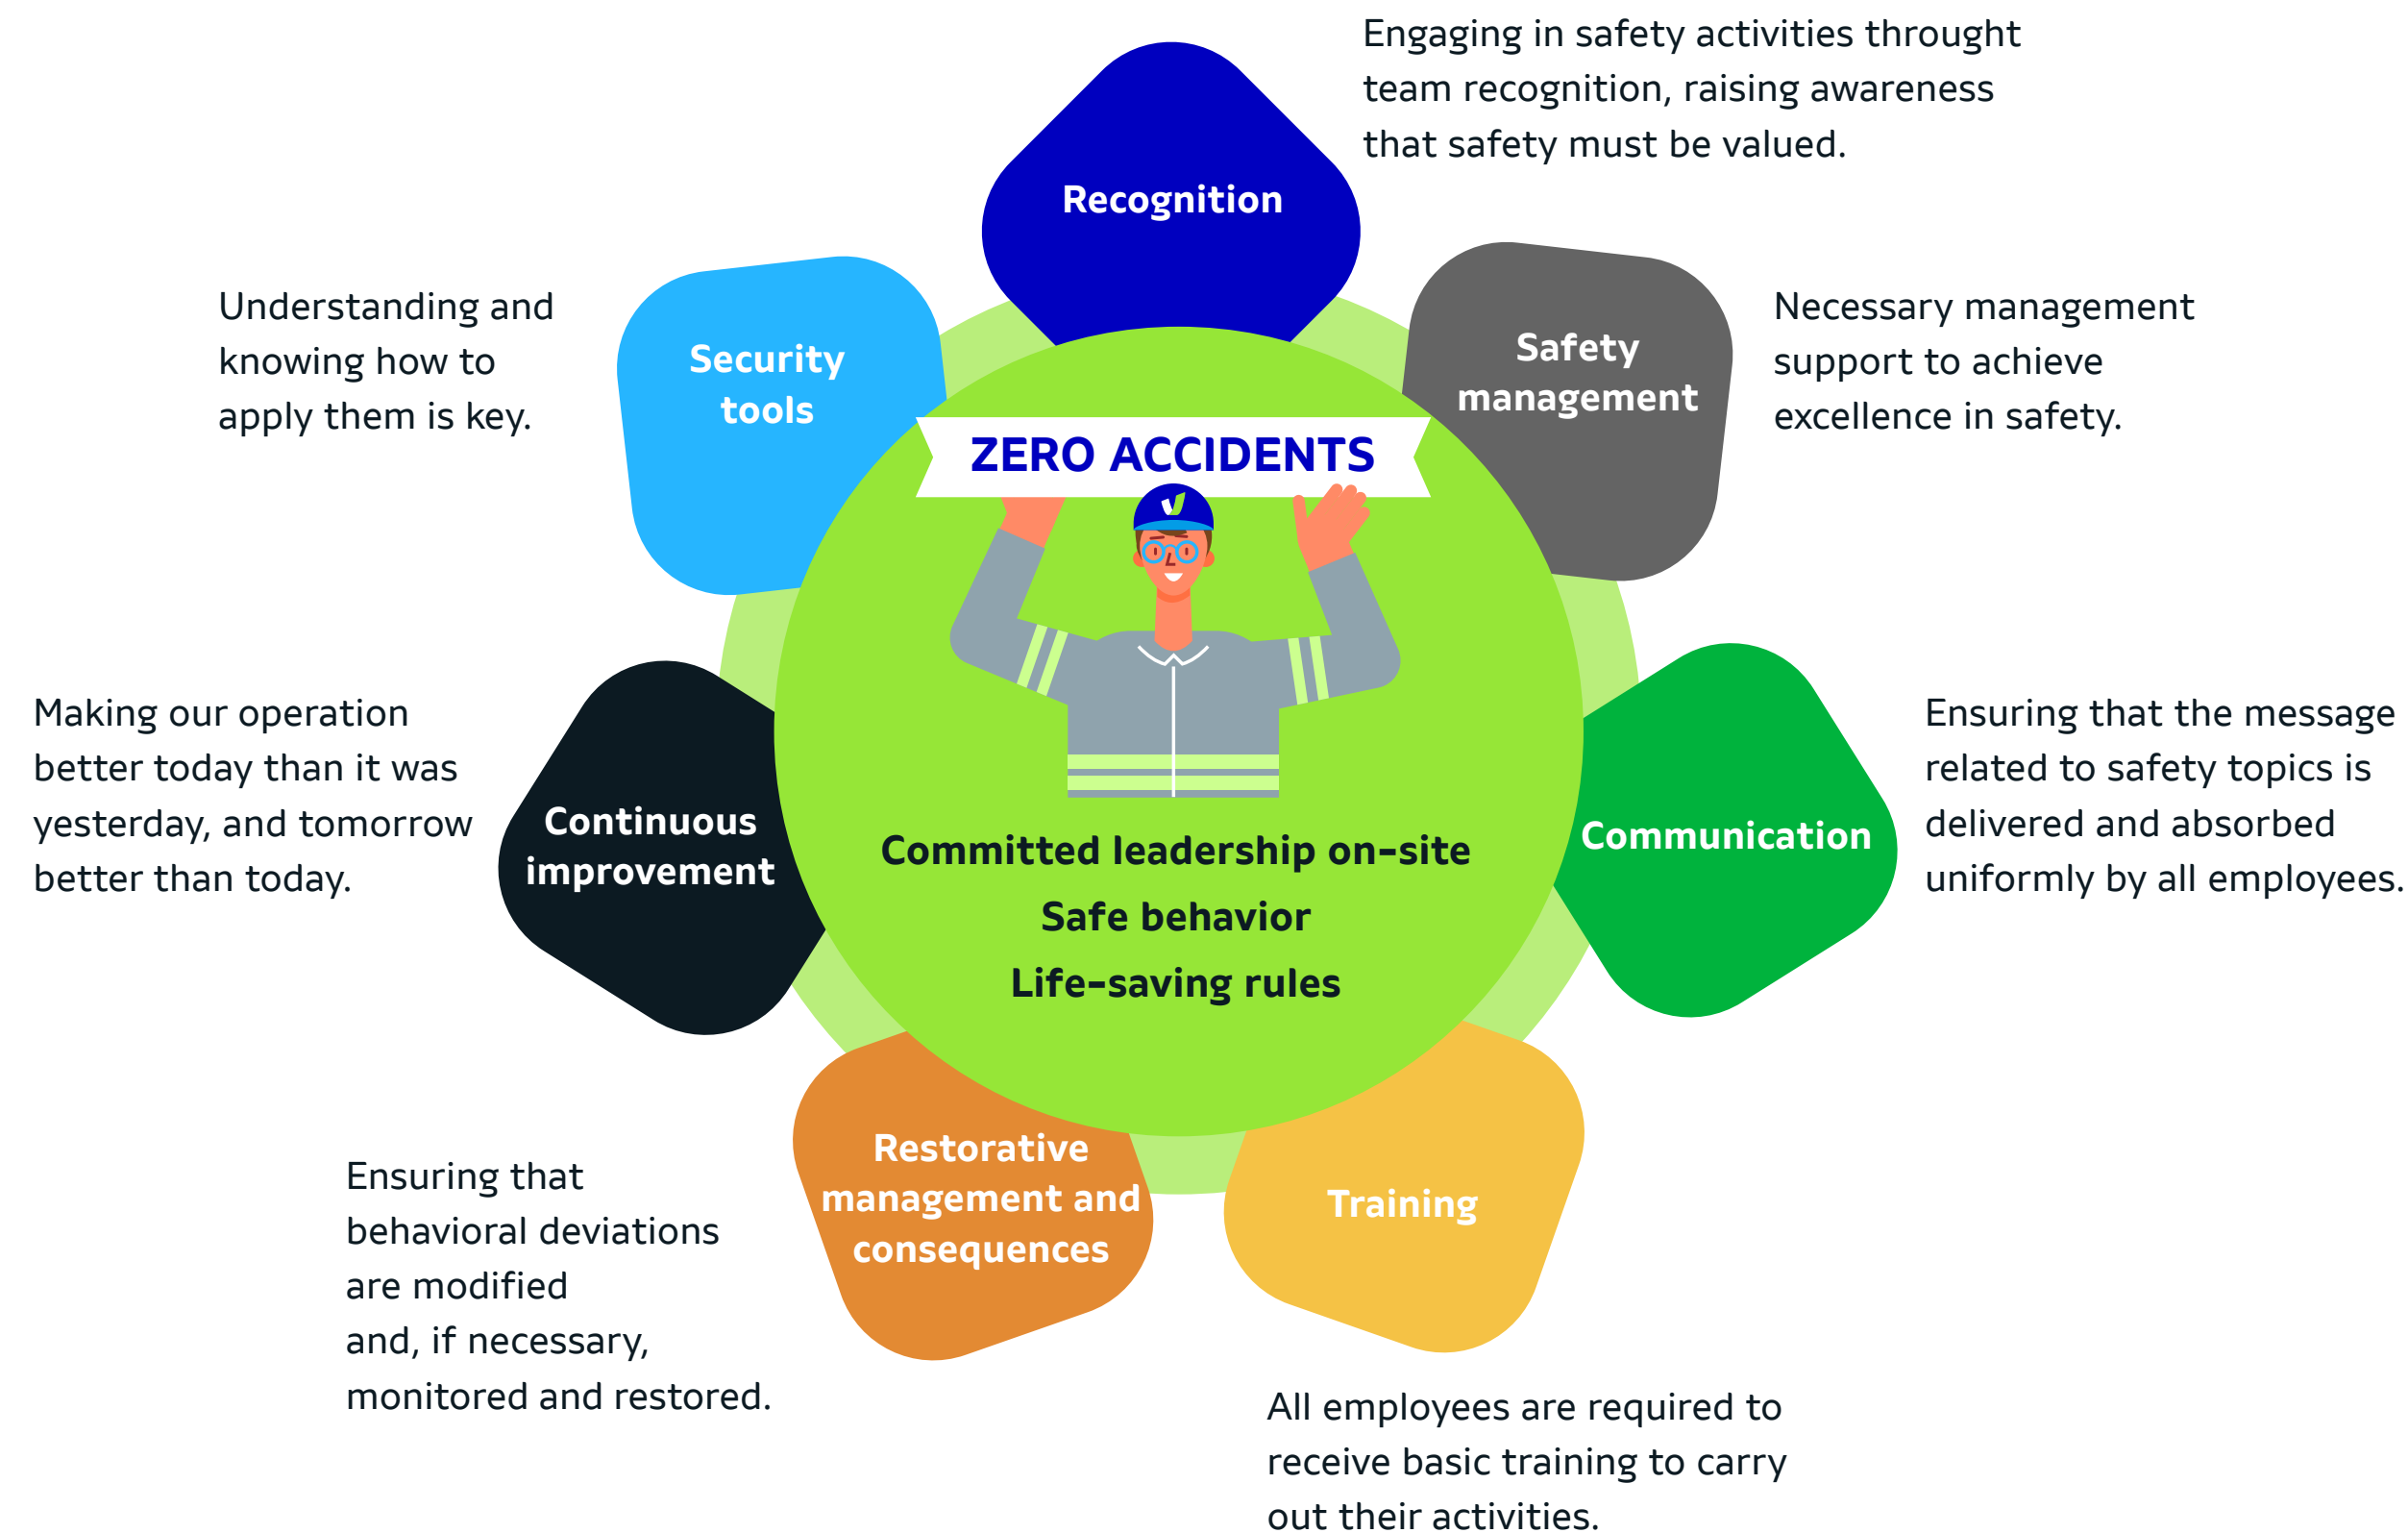 Engaging in safety activities throught
team recognition, raising awareness
that safety must be valued.
Recognition
Safety
management
Necessary management
support to achieve
excellence in safety.
Security
tools
Understanding and
knowing how to
apply them is key.
ZERO ACCIDENTS
Committed leadership on-site
Safe behavior
Life-saving rules
Communication
Ensuring that the message
related to safety topics is
delivered and absorbed
uniformly by all employees.
Continuous
improvement
Making our operation
better today than it was
yesterday, and tomorrow
better than today.
Restorative
management and
consequences
Ensuring that
behavioral deviations
are modified
and, if necessary,
monitored and restored.
Training
All employees are required to
receive basic training to carry
out their activities.